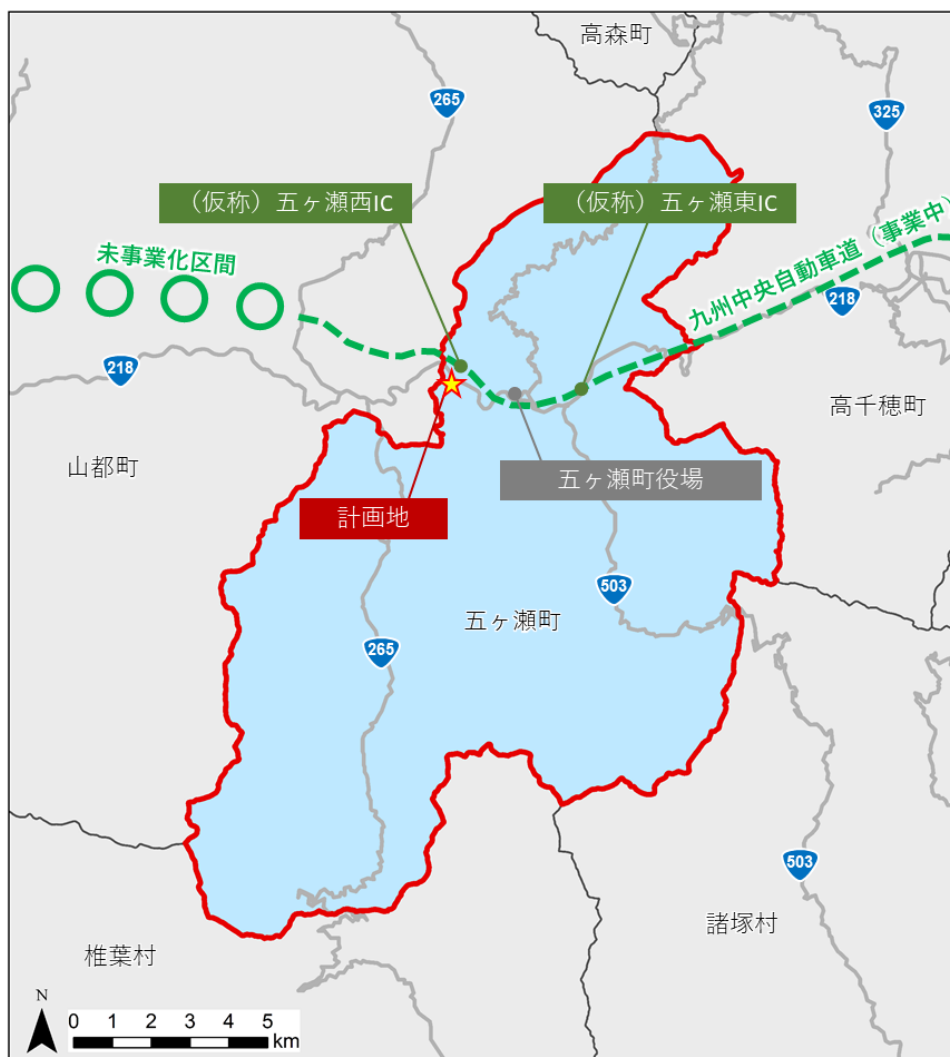 高森町
265
325
（仮称）五ヶ瀬西IC
（仮称）五ヶ瀬東IC
未事業化区間
九州中央自動車道（事業中）
218
218
高千穂町
山都町
五ヶ瀬町役場
計画地
503
五ヶ瀬町
265
503
諸塚村
椎葉村
N
0 1 2 3 4 5
km